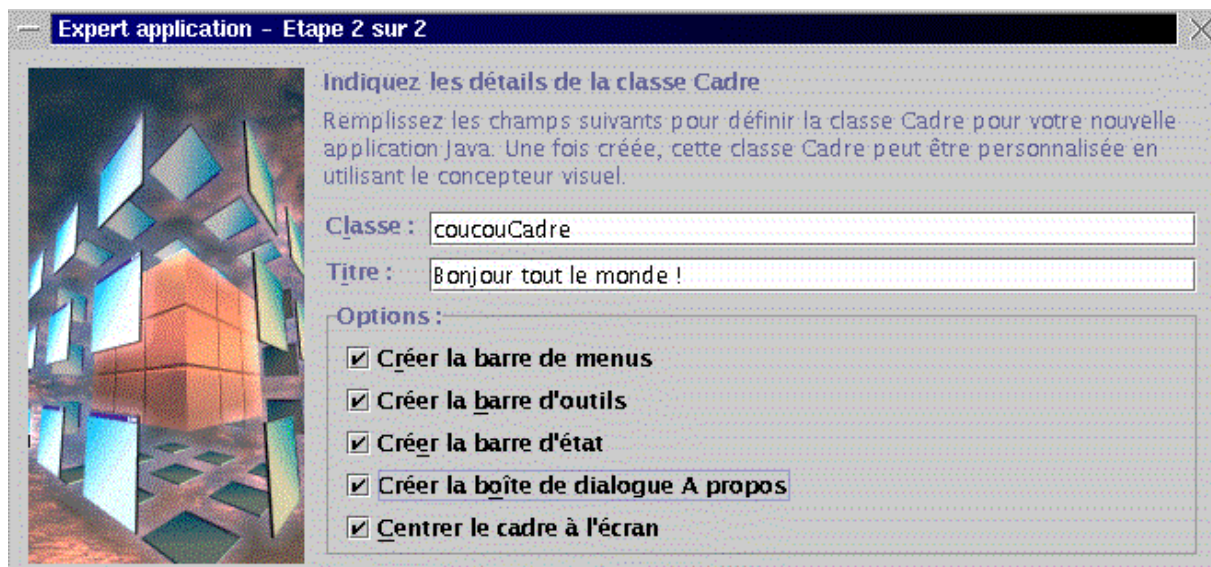 Expert application - Etape 2 sur 2
Indiquez les détails de la classe Cadre
Remplissez les champs suivants pour définir la classe Cadre pour votre nouvelle
application Java. Une fois créée, cette classe Cadre peut être personnalisée en
utilisant le concepteur visuel.
Classe : coucouCadre
Titre : Bonjour tout le monde !
Options :
Créer la barre de menus
Créer la barre d'outils
Créer la barre d'état
Créer la boîte de dialogue A propos
Centrer le cadre à l'écran